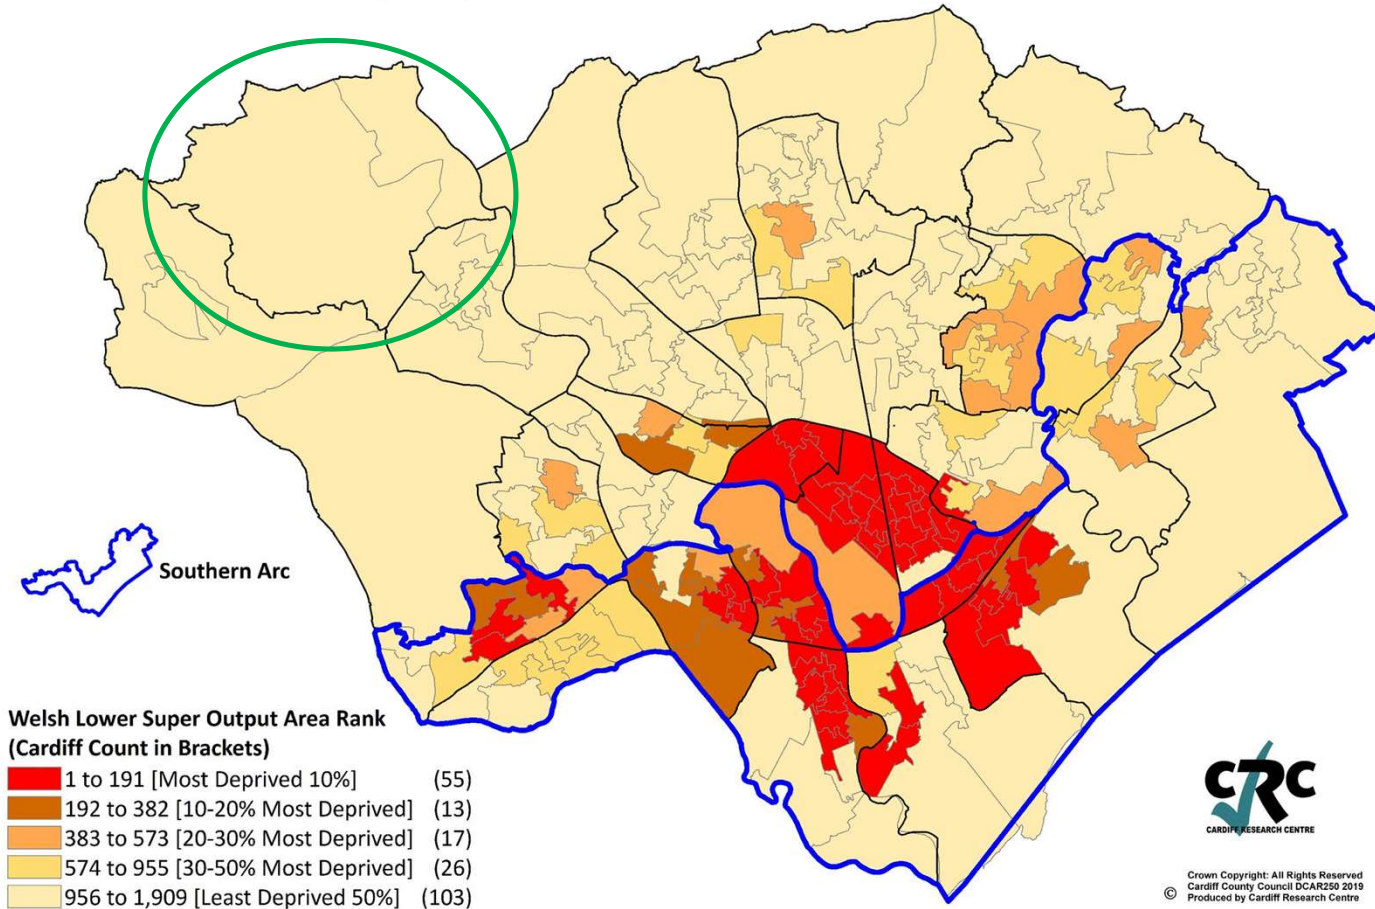 Southern Arc
Welsh Lower Super Output Area Rank
(Cardiff Count in Brackets)
1 to 191 [Most Deprived 10%] (55)
192 to 382 [10-20% Most Deprived] (13)
383 to 573 [20-30% Most Deprived] (17)
574 to 955 [30-50% Most Deprived] (26)
956 to 1,909 [Least Deprived 50%] (103)
CRC
CARDIFF RESEARCH CENTRE
Crown Copyright: All Rights Reserved
Cardiff County Council DCAR250 2019
© Produced by Cardiff Research Centre